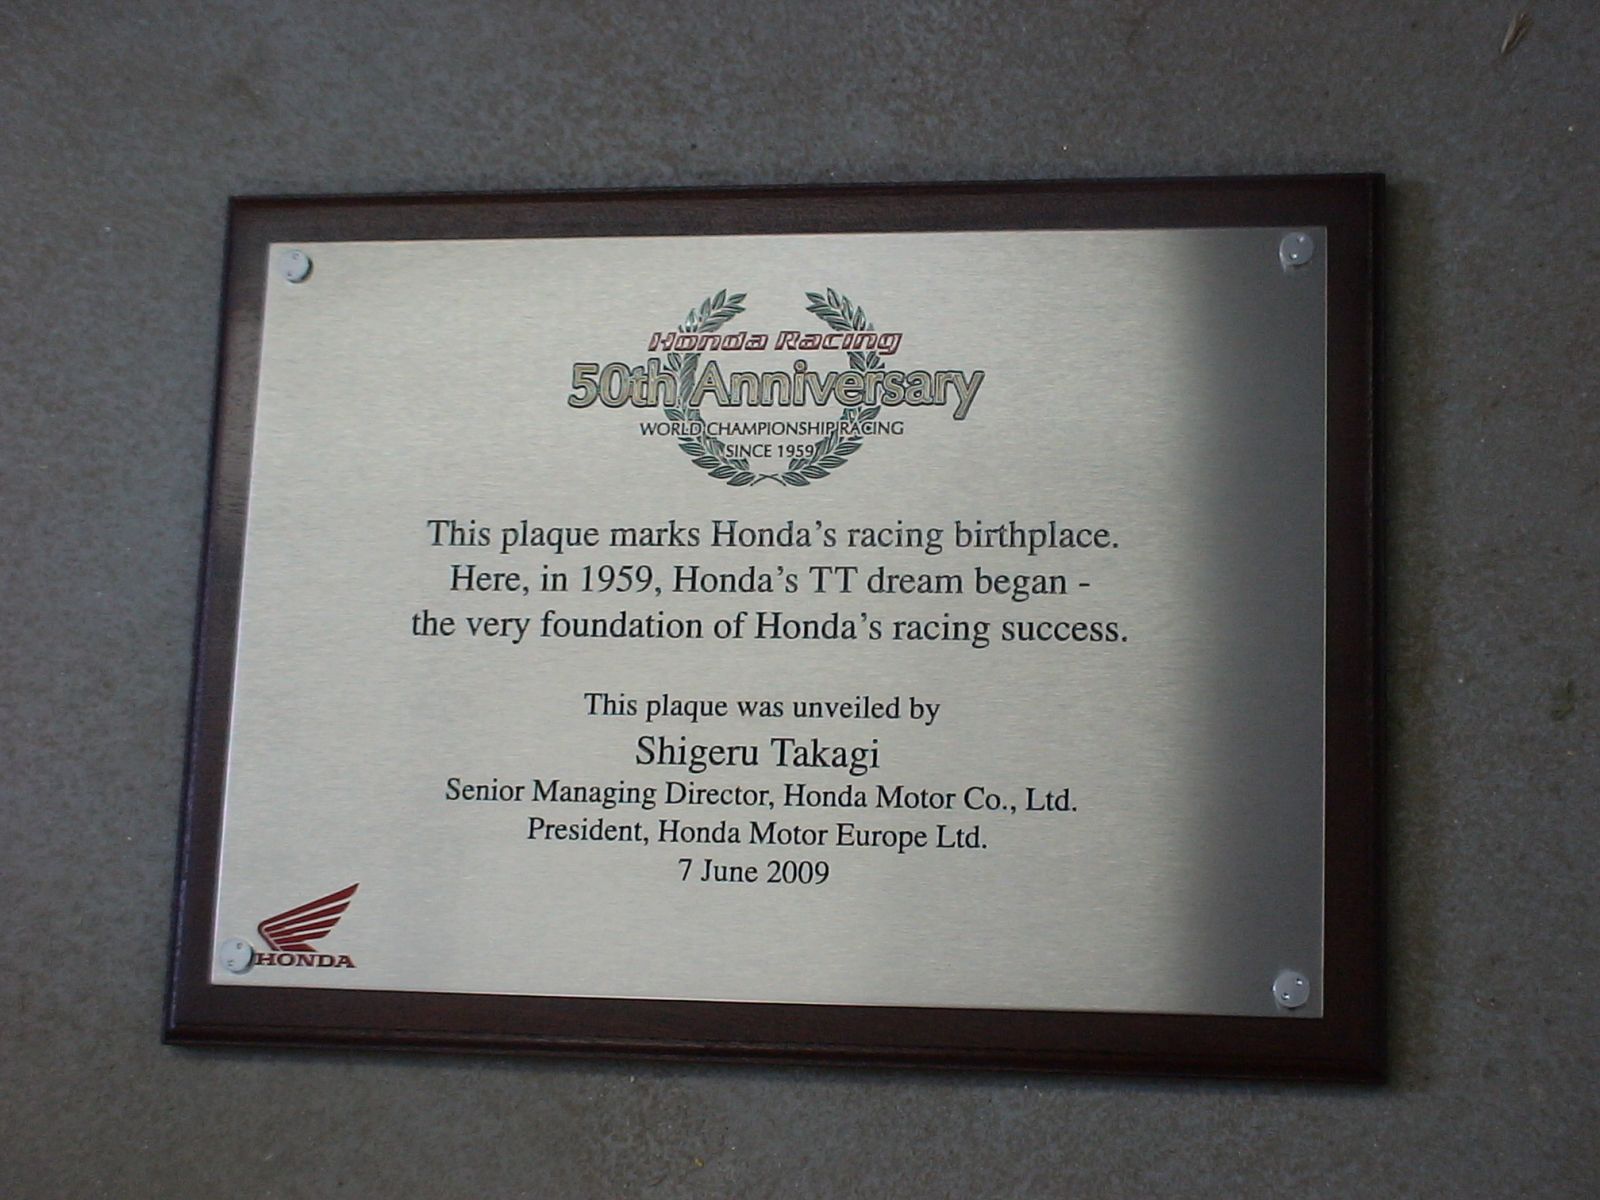 Honda Racing
50th Anniversary
WORLD CHAMPIONSHIP RACING
SINCE 1959
This plaque marks Honda's racing birthplace.
Here, in 1959, Honda's TT dream began -
the very foundation of Honda's racing success.
This plaque was unveiled by
Shigeru Takagi
Senior Managing Director, Honda Motor Co., Ltd.
President, Honda Motor Europe Ltd.
7 June 2009
HONDA